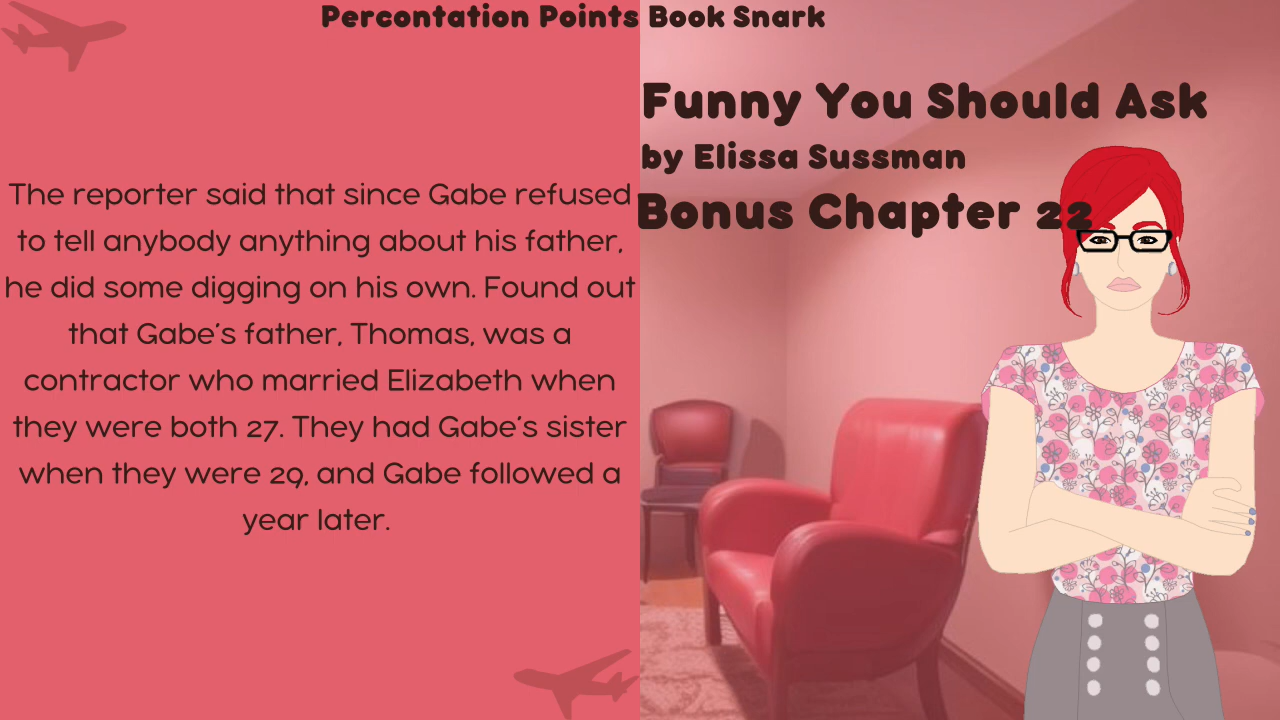 Percontation Points Book Snark
Funny You Should Ask
by Elissa Sussman
Bonus Chapter 22
The reporter said that since Gabe refused
to tell anybody anything about his father,
he did some digging on his own. Found out
that Gabe's father, Thomas, was a
contractor who married Elizabeth when
they were both 27. They had Gabe's sister
when they were 29, and Gabe followed a
year later.